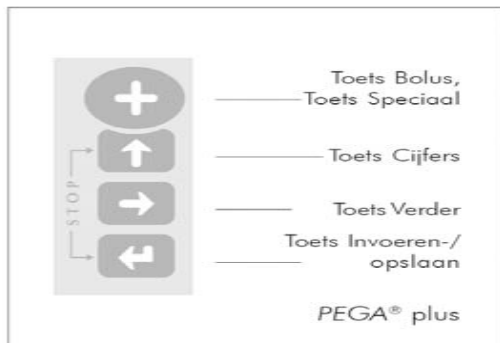 Toets Bolus,
Toets Speciaal
STOP
Toets Cijfers
Toets Verder
Toets Invoeren-/
opslaan
PEGA® plus